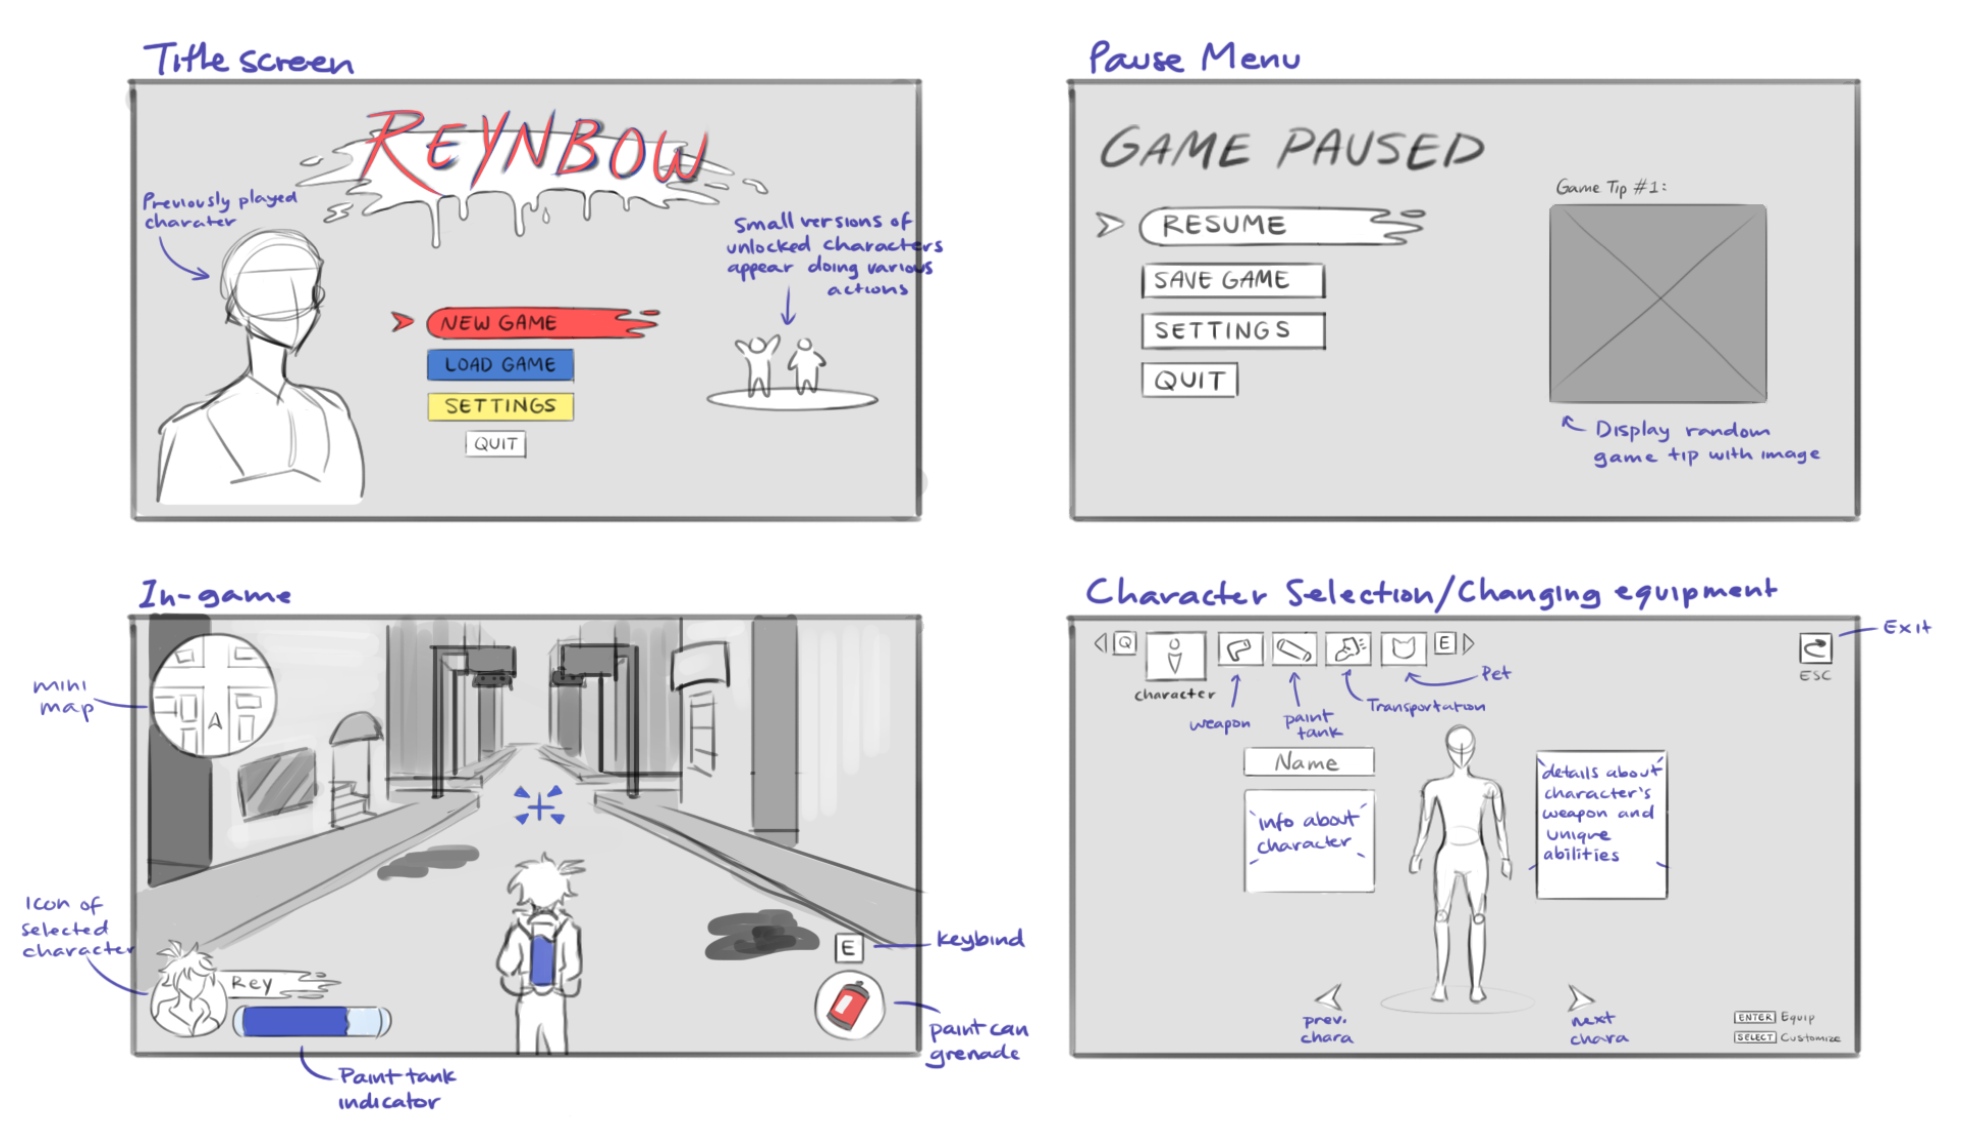 Title screen
REYNBOW
Previously played
charater
Small versions of
unlocked characters
appear doing various
actions
NEW GAME
LOAD GAME
SETTINGS
QUIT
Pause Menu
GAME PAUSED
Game Tip #1:
RESUME
SAVE GAME
SETTINGS
QUIT
Display random
game tip with image
In-game
mini
map
Icon of
selected
character
Rey
Paint tank
indicator
E
keybind
paint can
grenade
Character Selection/Changing equipment
Q
E
Exit
ESC
character
weapon
paint
tank
Transportation
Pet
Name
info about
character
details about
character's
weapon and
unique
abilities
prev.
chara
next
chara
ENTER Equip
SELECT Customize